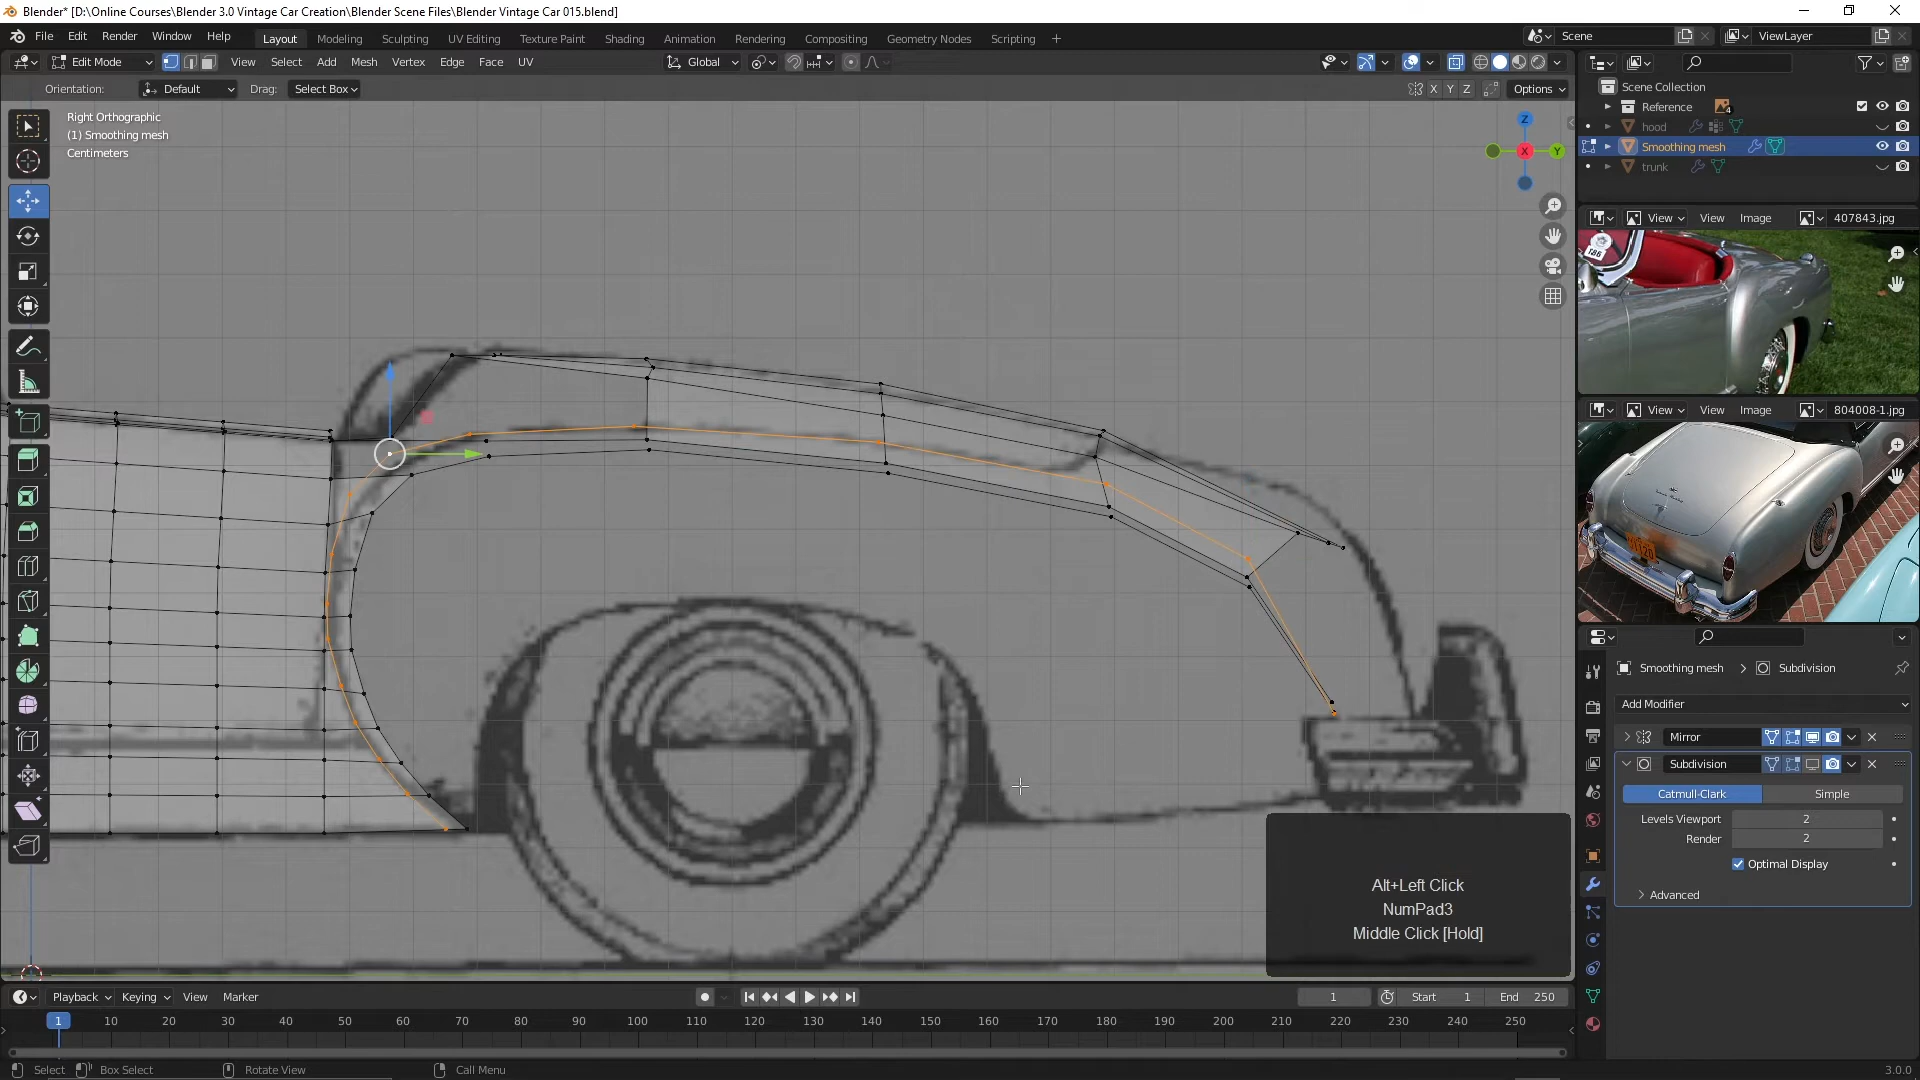 Blender* [D:\Online Courses\Blender 3.0 Vintage Car Creation\Blender Scene Files\Blender Vintage Car 015.blend]
File Edit Render Window Help Layout Modeling Sculpting UV Editing Texture Paint Shading Animation Rendering Compositing Geometry Nodes Scripting +
Scene ViewLayer
Edit Mode View Select Add Mesh Vertex Edge Face UV Global
Orientation: Default Drag: Select Box X Y Z Options
Right Orthographic
(1) Smoothing mesh
Centimeters
Z
X
Y
Scene Collection
Reference 4
hood
Smoothing mesh
trunk
View View Image 407843.jpg
View View Image 804008-1.jpg
Smoothing mesh > Subdivision
Add Modifier
Mirror
Subdivision
Catmull-Clark Simple
Levels Viewport 2
Render 2
Optimal Display
Advanced
Alt+Left Click
NumPad3
Middle Click [Hold]
Playback Keying View Marker 1 Start 1 End 250
1 10 20 30 40 50 60 70 80 90 100 110 120 130 140 150 160 170 180 190 200 210 220 230 240 250
Select Box Select Rotate View Call Menu 3.0.0